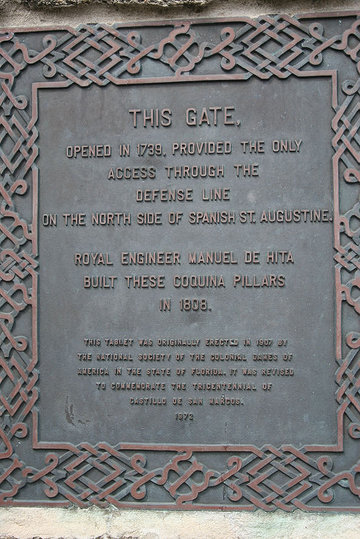 THIS GATE,
OPENED IN 1739, PROVIDED THE ONLY
ACCESS THROUGH THE
DEFENSE LINE
ON THE NORTH SIDE OF SPANISH ST. AUGUSTINE.
ROYAL ENGINEER MANUEL DE HITA
BUILT THESE COQUINA PILLARS
IN 1808.
THIS TABLET WAS ORIGINALLY ERECTED IN 1907 BY
THE NATIONAL SOCIETY OF THE COLONIAL DAMES OF
AMERICA IN THE STATE OF FLORIDA. IT WAS REVISED
TO COMMEMORATE THE TRICENTENNIAL OF
CASTILLO DE SAN MARCOS.
1972